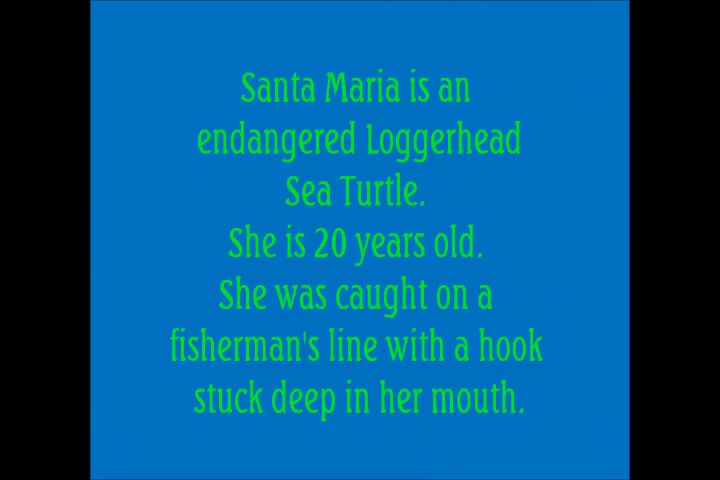 Santa Maria is an
endangered Loggerhead
Sea Turtle.
She is 20 years old.
She was caught on a
fisherman's line with a hook
stuck deep in her mouth.